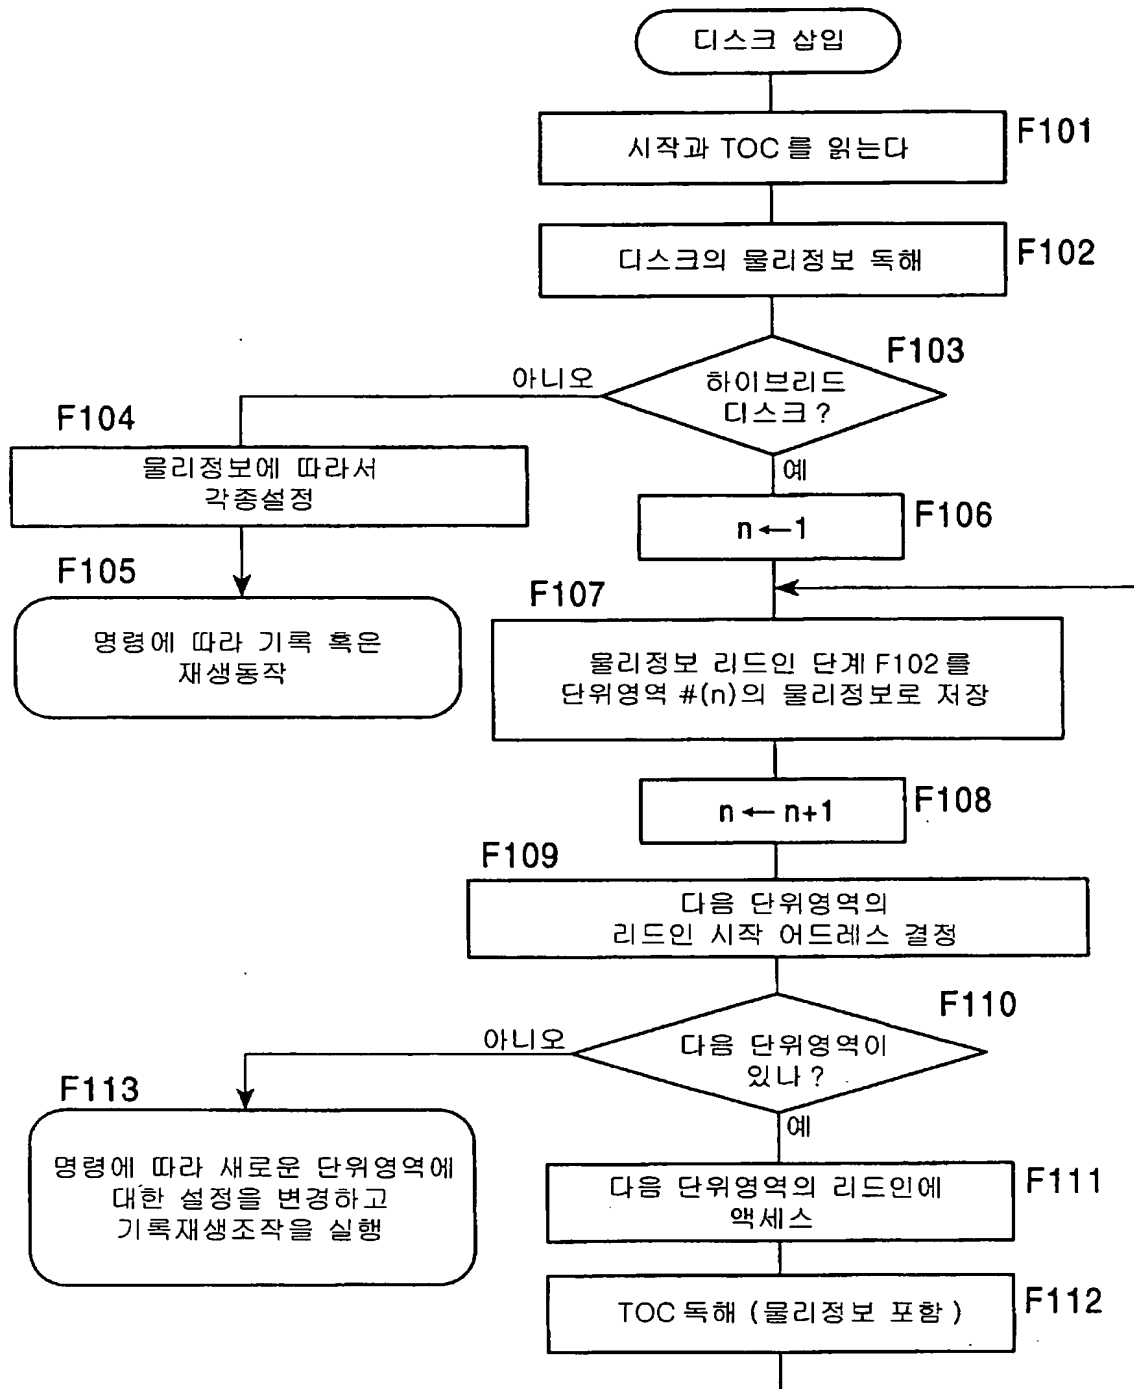 디스크 삽입
F101
시작과 TOC를 읽는다
F102
디스크의 물리정보 독해
F103
하이브리드
디스크?
아니오
예
F104
물리정보에 따라서
각종설정
F105
명령에 따라 기록 혹은
재생동작
F106
n←1
F107
물리정보 리드인 단계 F102를
단위영역 #(n)의 물리정보로 저장
F108
n←n+1
F109
다음 단위영역의
리드인 시작 어드레스 결정
F110
다음 단위영역이
있나?
아니오
예
F113
명령에 따라 새로운 단위영역에
대한 설정을 변경하고
기록재생조작을 실행
F111
다음 단위영역의 리드인에
액세스
F112
TOC 독해 (물리정보 포함)